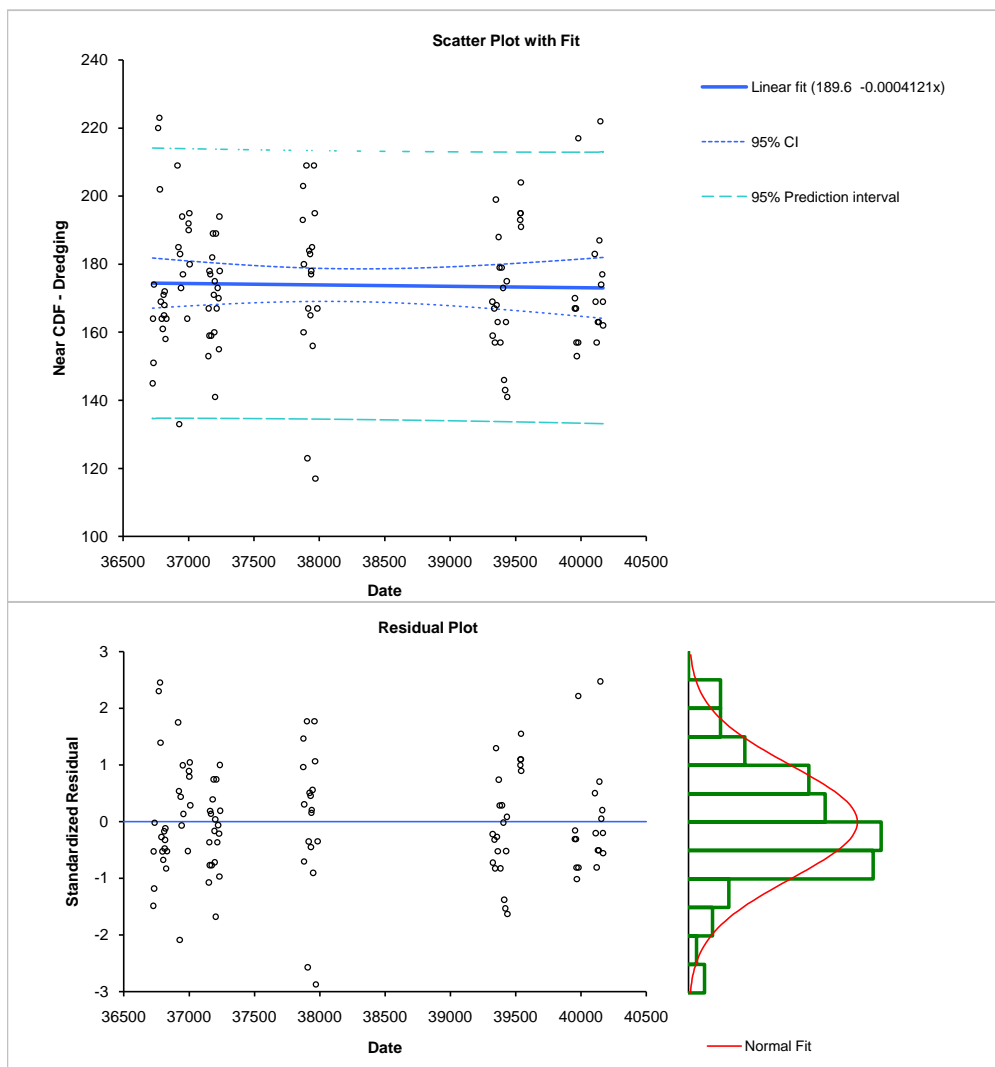 Scatter Plot with Fit
240
220
200
180
160
140
120
100
Near CDF - Dredging
36500 37000 37500 38000 38500 39000 39500 40000 40500
Date
Linear fit (189.6 -0.0004121x)
95% CI
95% Prediction interval
Residual Plot
3
2
1
0
-1
-2
-3
Standardized Residual
36500 37000 37500 38000 38500 39000 39500 40000 40500
Date
Normal Fit